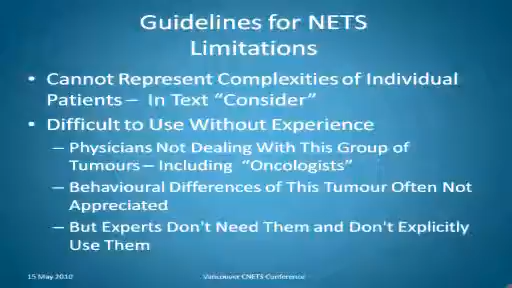 Guidelines for NETS
Limitations
• Cannot Represent Complexities of Individual
Patients – In Text “Consider”
• Difficult to Use Without Experience
– Physicians Not Dealing With This Group of
Tumours – Including “Oncologists”
– Behavioural Differences of This Tumour Often Not
Appreciated
– But Experts Don't Need Them and Don't Explicitly
Use Them
15 May 2010
Vancouver CNETS Conference